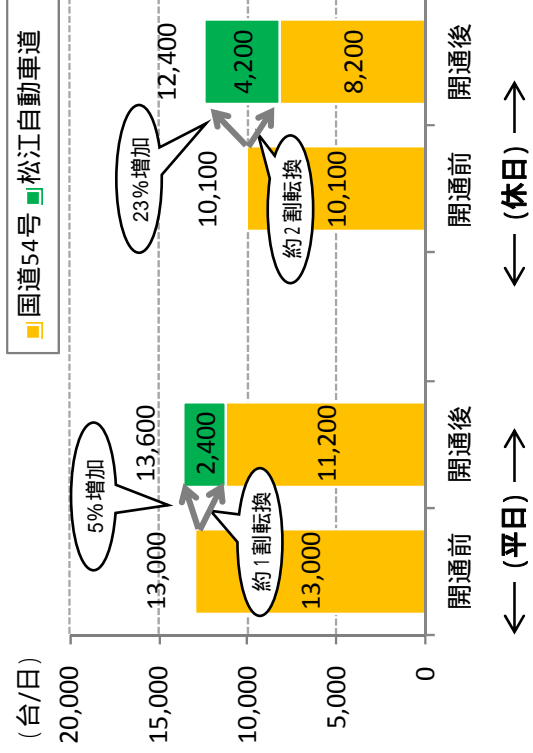 (台/日)
国道54号 松江自動車道
20,000
15,000
10,000
5,000
0
5%増加
13,000
13,600
約1割転換
13,000
2,400
11,200
23%増加
10,100
12,400
約2割転換
10,100
4,200
8,200
開通前 開通後 開通前 開通後
← (平日) → ← (休日) →